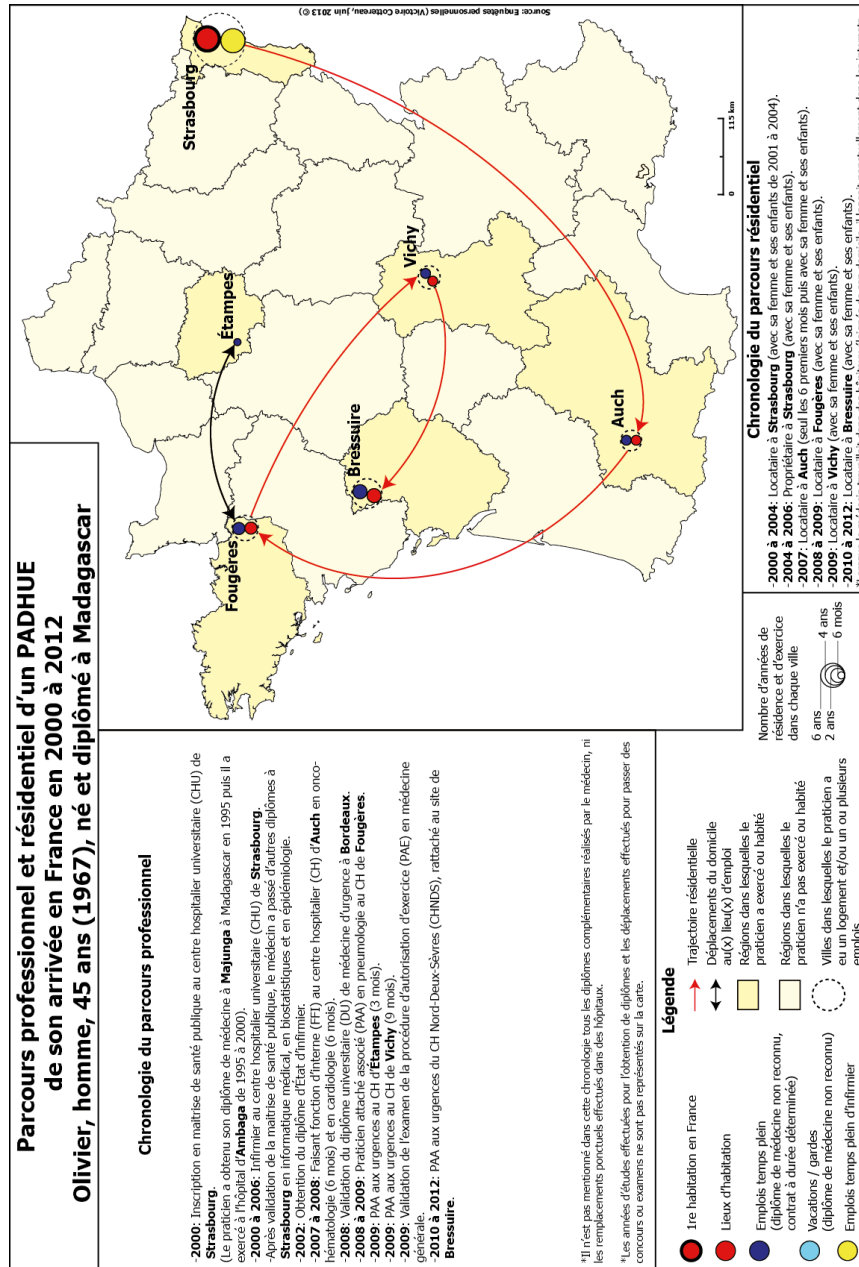 Parcours professionnel et résidentiel d'un PADHUE
de son arrivée en France en 2000 à 2012
Olivier, homme, 45 ans (1967), né et diplômé à Madagascar
Chronologie du parcours professionnel
-2000: Inscription en maîtrise de santé publique au centre hospitalier universitaire (CHU) de
Strasbourg.
(Le praticien a obtenu son diplôme de médecine à Majunga à Madagascar en 1995 puis il a
exercé à l'hôpital d'Ambaga de 1995 à 2000).
-2000 à 2006: Infirmier au centre hospitalier universitaire (CHU) de Strasbourg.
-Après validation de la maîtrise de santé publique, le médecin a passé d'autres diplômes à
Strasbourg en informatique médical, en biostatistiques et en épidémiologie.
-2002: Obtention du diplôme d'État d'infirmier.
-2007 à 2008: Faisant fonction d'interne (FFI) au centre hospitalier (CH) d'Auch en onco-
hématologie (6 mois) et en cardiologie (6 mois).
-2008: Validation du diplôme universitaire (DU) de médecine d'urgence à Bordeaux.
-2008 à 2009: Praticien attaché associé (PAA) en pneumologie au CH de Fougères.
-2009: PAA aux urgences au CH d'Étampes (3 mois).
-2009: PAA aux urgences au CH de Vichy (9 mois).
-2009: Validation de l'examen de la procédure d'autorisation d'exercice (PAE) en médecine
générale.
-2010 à 2012: PAA aux urgences du CH Nord-Deux-Sèvres (CHNDS), rattaché au site de
Bressuire.
*Il n'est pas mentionné dans cette chronologie tous les diplômes complémentaires réalisés par le médecin, ni
les remplacements ponctuels effectués dans des hôpitaux.
*Les années d'études effectuées pour l'obtention de diplômes et les déplacements effectués pour passer des
concours ou examens ne sont pas représentés sur la carte.
Strasbourg
Étampes
Fougères
Vichy
Bressuire
Auch
0 115 km
Source: Enquêtes personnelles (Victoire Cottereau, juin 2013 ©)
Légende
1re habitation en France
Lieux d'habitation
Emplois temps plein
(diplôme de médecine non reconnu,
contrat à durée déterminée)
Vacations / gardes
(diplôme de médecine non reconnu)
Emplois temps plein d'infirmier
Trajectoire résidentielle
Déplacements du domicile
au(x) lieu(x) d'emploi
Régions dans lesquelles le
praticien a exercé ou habité
Régions dans lesquelles le
praticien n'a pas exercé ou habité
Villes dans lesquelles le praticien a
eu un logement et/ou un ou plusieurs
emplois
Nombre d'années de
résidence et d'exercice
dans chaque ville
6 ans
2 ans
4 ans
6 mois
Chronologie du parcours résidentiel
-2000 à 2004: Locataire à Strasbourg (avec sa femme et ses enfants de 2001 à 2004).
-2004 à 2006: Propriétaire à Strasbourg (avec sa femme et ses enfants).
-2007: Locataire à Auch (seul les 6 premiers mois puis avec sa femme et ses enfants).
-2008 à 2009: Locataire à Fougères (avec sa femme et ses enfants).
-2009: Locataire à Vichy (avec sa femme et ses enfants).
-2010 à 2012: Locataire à Bressuire (avec sa femme et ses enfants).